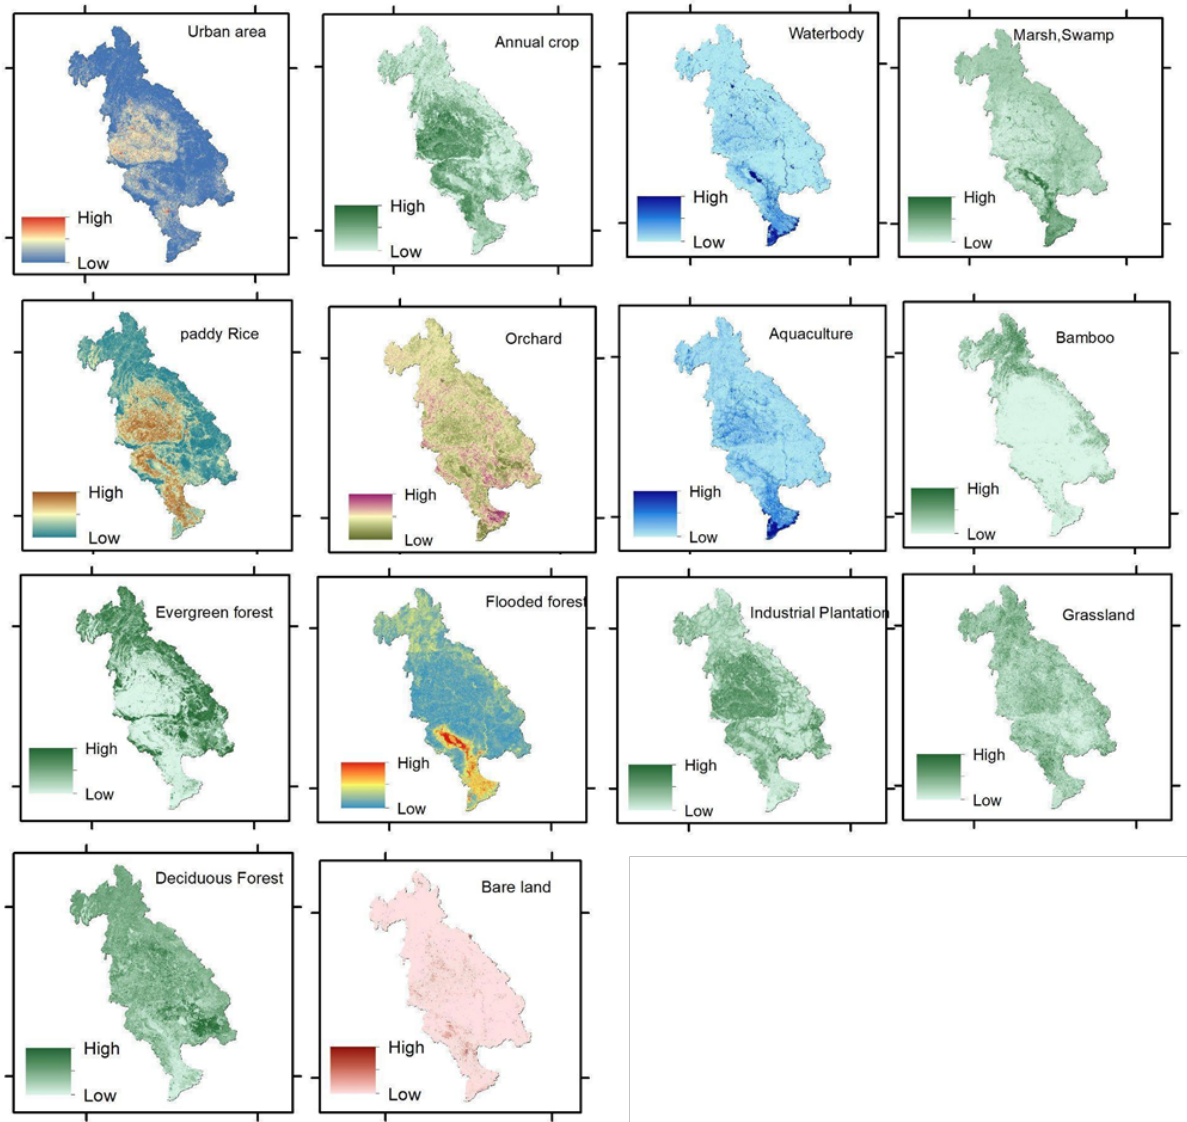 Urban area
High
Low
Annual crop
High
Low
Waterbody
High
Low
Marsh,Swamp
High
Low
paddy Rice
High
Low
Orchard
High
Low
Aquaculture
High
Low
Bamboo
High
Low
Evergreen forest
High
Low
Flooded forest
High
Low
Industrial Plantation
High
Low
Grassland
High
Low
Deciduous Forest
High
Low
Bare land
High
Low